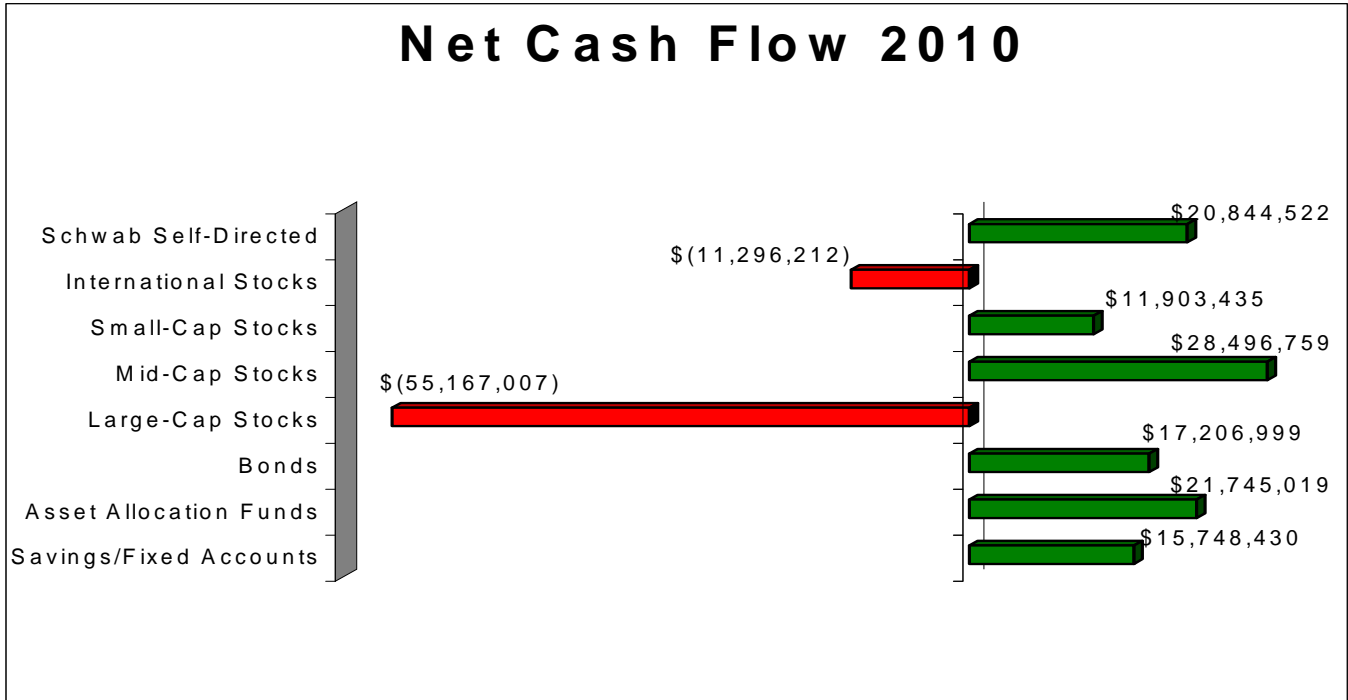 Net Cash Flow 2010
$20,844,522
Schwab Self-Directed
$(11,296,212)
International Stocks
$11,903,435
Small-Cap Stocks
$28,496,759
Mid-Cap Stocks
$(55,167,007)
Large-Cap Stocks
$17,206,999
Bonds
$21,745,019
Asset Allocation Funds
$15,748,430
Savings/Fixed Accounts